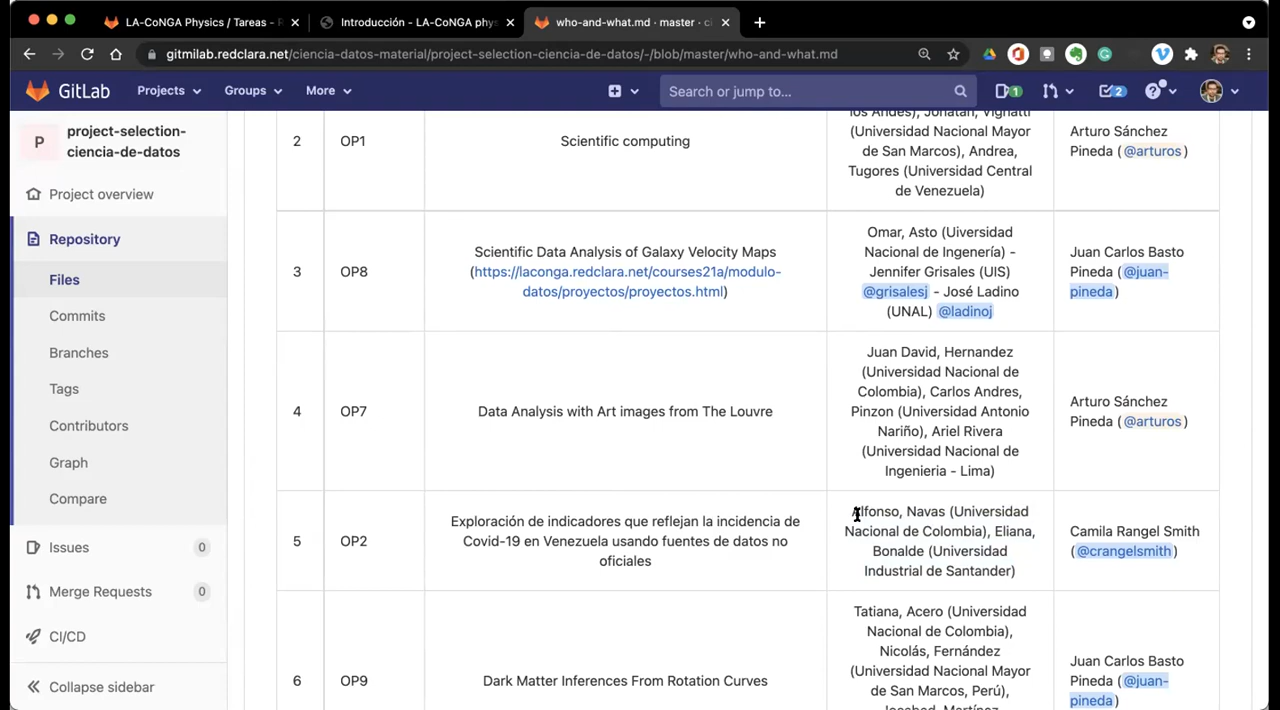 LA-CoNGA Physics / Tareas - R
Introducción - LA-CoNGA phys
who-and-what.md · master · ci
gitmilab.redclara.net/ciencia-datos-material/project-selection-ciencia-de-datos/-/blob/master/who-and-what.md
GitLab
Projects
Groups
More
Search or jump to...
1
2
P
project-selection-
ciencia-de-datos
Project overview
Repository
Files
Commits
Branches
Tags
Contributors
Graph
Compare
Issues
0
Merge Requests
0
CI/CD
Collapse sidebar
2
OP1
Scientific computing
los Andes), Jonatan, Vignatti
(Universidad Nacional Mayor
de San Marcos), Andrea,
Tugores (Universidad Central
de Venezuela)
Arturo Sánchez
Pineda (@arturos)
3
OP8
Scientific Data Analysis of Galaxy Velocity Maps
(https://laconga.redclara.net/courses21a/modulo-
datos/proyectos/proyectos.html)
Omar, Asto (Uiversidad
Nacional de Ingenería) -
Jennifer Grisales (UIS)
@grisalesj - José Ladino
(UNAL) @ladinoj
Juan Carlos Basto
Pineda (@juan-
pineda)
4
OP7
Data Analysis with Art images from The Louvre
Juan David, Hernandez
(Universidad Nacional de
Colombia), Carlos Andres,
Pinzon (Universidad Antonio
Nariño), Ariel Rivera
(Universidad Nacional de
Ingenieria - Lima)
Arturo Sánchez
Pineda (@arturos)
5
OP2
Exploración de indicadores que reflejan la incidencia de
Covid-19 en Venezuela usando fuentes de datos no
oficiales
Alfonso, Navas (Universidad
Nacional de Colombia), Eliana,
Bonalde (Universidad
Industrial de Santander)
Camila Rangel Smith
(@crangelsmith)
6
OP9
Dark Matter Inferences From Rotation Curves
Tatiana, Acero (Universidad
Nacional de Colombia),
Nicolás, Fernández
(Universidad Nacional Mayor
de San Marcos, Perú),
Juan Carlos Basto
Pineda (@juan-
pineda)